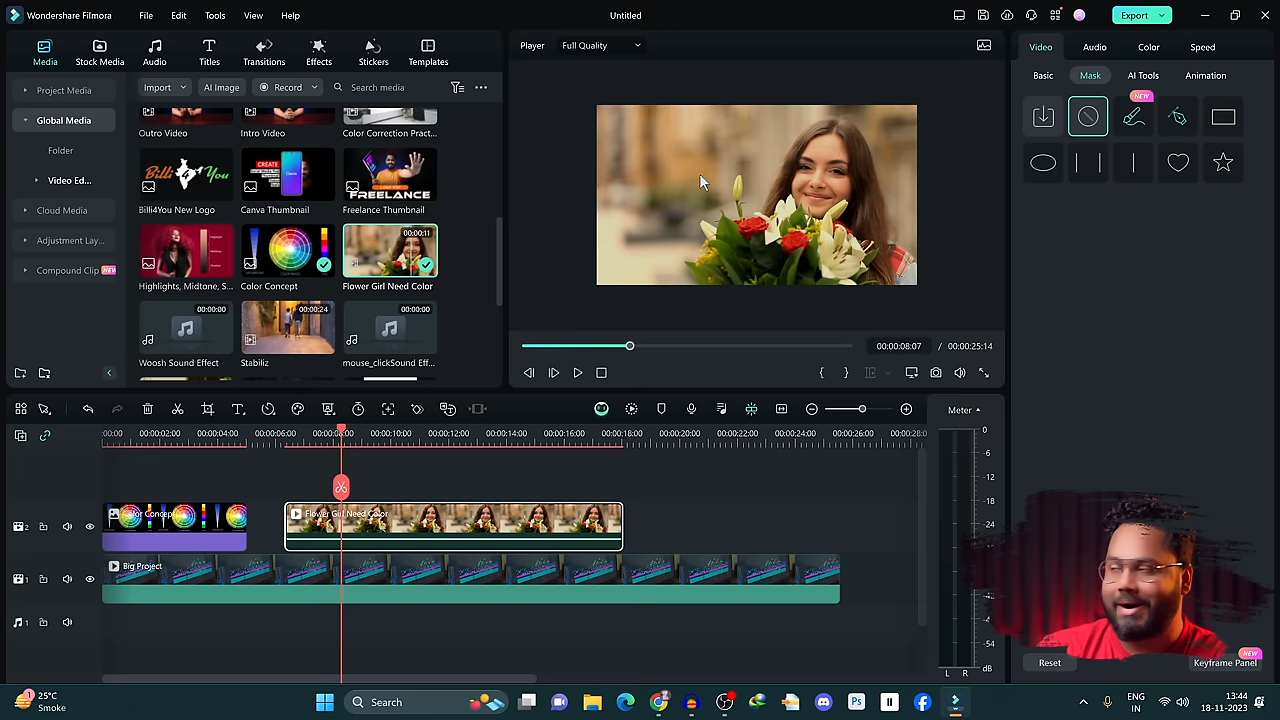 Wondershare Filmora
File
Edit
Tools
View
Help
Untitled
Export
Media
Stock Media
Audio
Titles
Transitions
Effects
Stickers
Templates
Player
Full Quality
Video
Audio
Color
Speed
Basic
Mask
AI Tools
Animation
NEW
Project Media
Global Media
Folder
Video Ed...
Cloud Media
Adjustment Lay...
Compound Clip
NEW
Import
AI Image
Record
Search media
Outro Video
Intro Video
Color Correction Pract...
Billi4You
Billi4You New Logo
CREATE
Canva Thumbnail
FREELANCE
Freelance Thumbnail
Highlights, Midtone, S...
Color Concept
00:00:11
Flower Girl Need Color
00:00:00
Woosh Sound Effect
00:00:24
Stabiliz
00:00:00
mouse_clickSound Eff...
00:00:08:07 / 00:00:25:14
Meter
:00:00
00:00:02:00
00:00:04:00
00:00:06:00
00:00:08:00
00:00:10:00
00:00:12:00
00:00:14:00
00:00:16:00
00:00:18:00
00:00:20:00
00:00:22:00
00:00:24:00
00:00:26:00
00:00:28:0
2
Color Concept
Flower Girl Need Color
1
Big Project
1
0
-6
-12
-18
-24
-54
dB
L R
Reset
Keyframe Panel
NEW
1
25°C
Smoke
Search
Ps
ENG
IN
13:44
18-11-2023